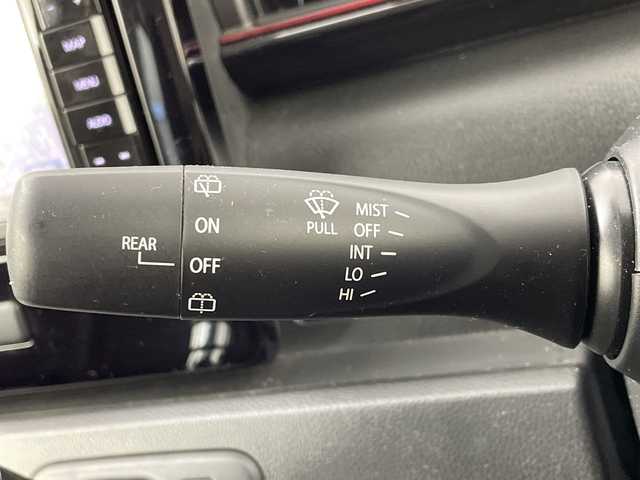 MAP
MENU
AUDIO
REAR
ON
OFF
PULL
MIST
OFF
INT
LO
HI